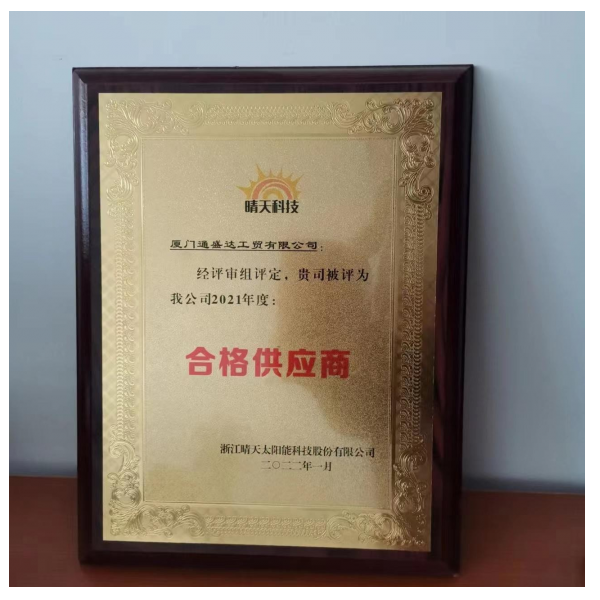 晴天科技
厦门通盛达工贸有限公司：
经评审组评定，贵司被评为
我公司2021年度：
合格供应商
浙江晴天太阳能科技股份有限公司
二〇二二年一月